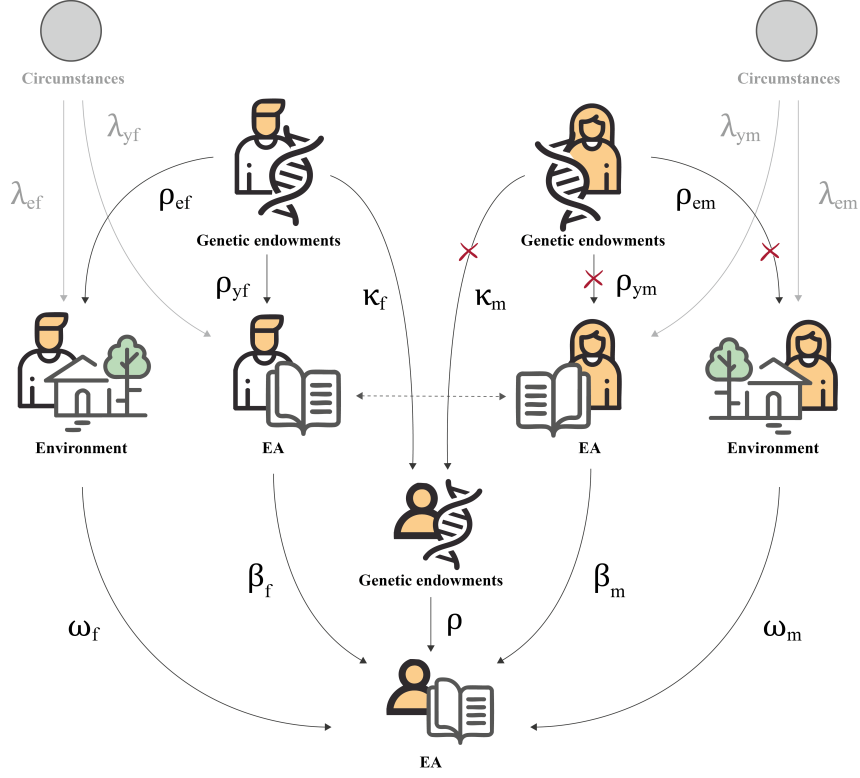 Circumstances
Circumstances
λyf
λym
λef
ρef
ρem
λem
Genetic endowments
Genetic endowments
ρyf
κf
κm
ρym
Environment
EA
EA
Environment
Genetic endowments
βf
βm
ωf
ρ
ωm
EA